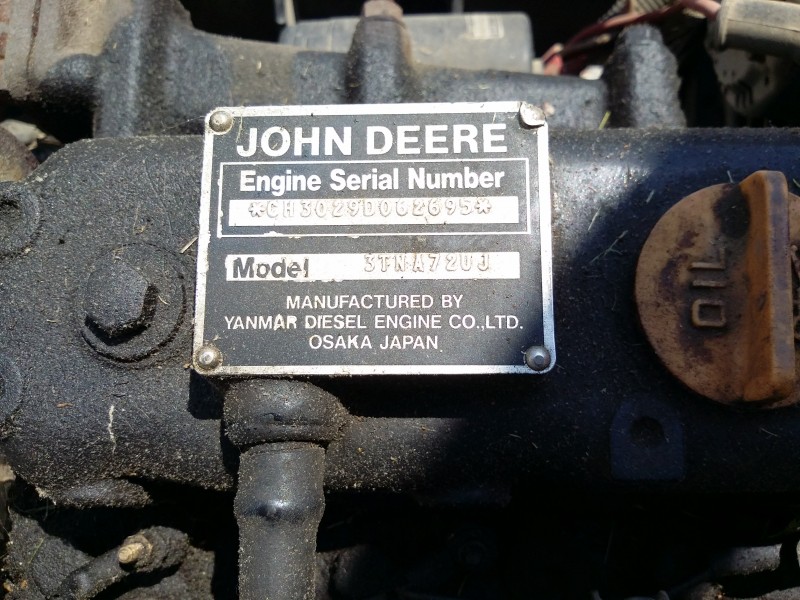 JOHN DEERE
Engine Serial Number
*CH3029D062695*
Model 3TNA72UJ
MANUFACTURED BY
YANMAR DIESEL ENGINE CO.,LTD.
OSAKA JAPAN
OIL